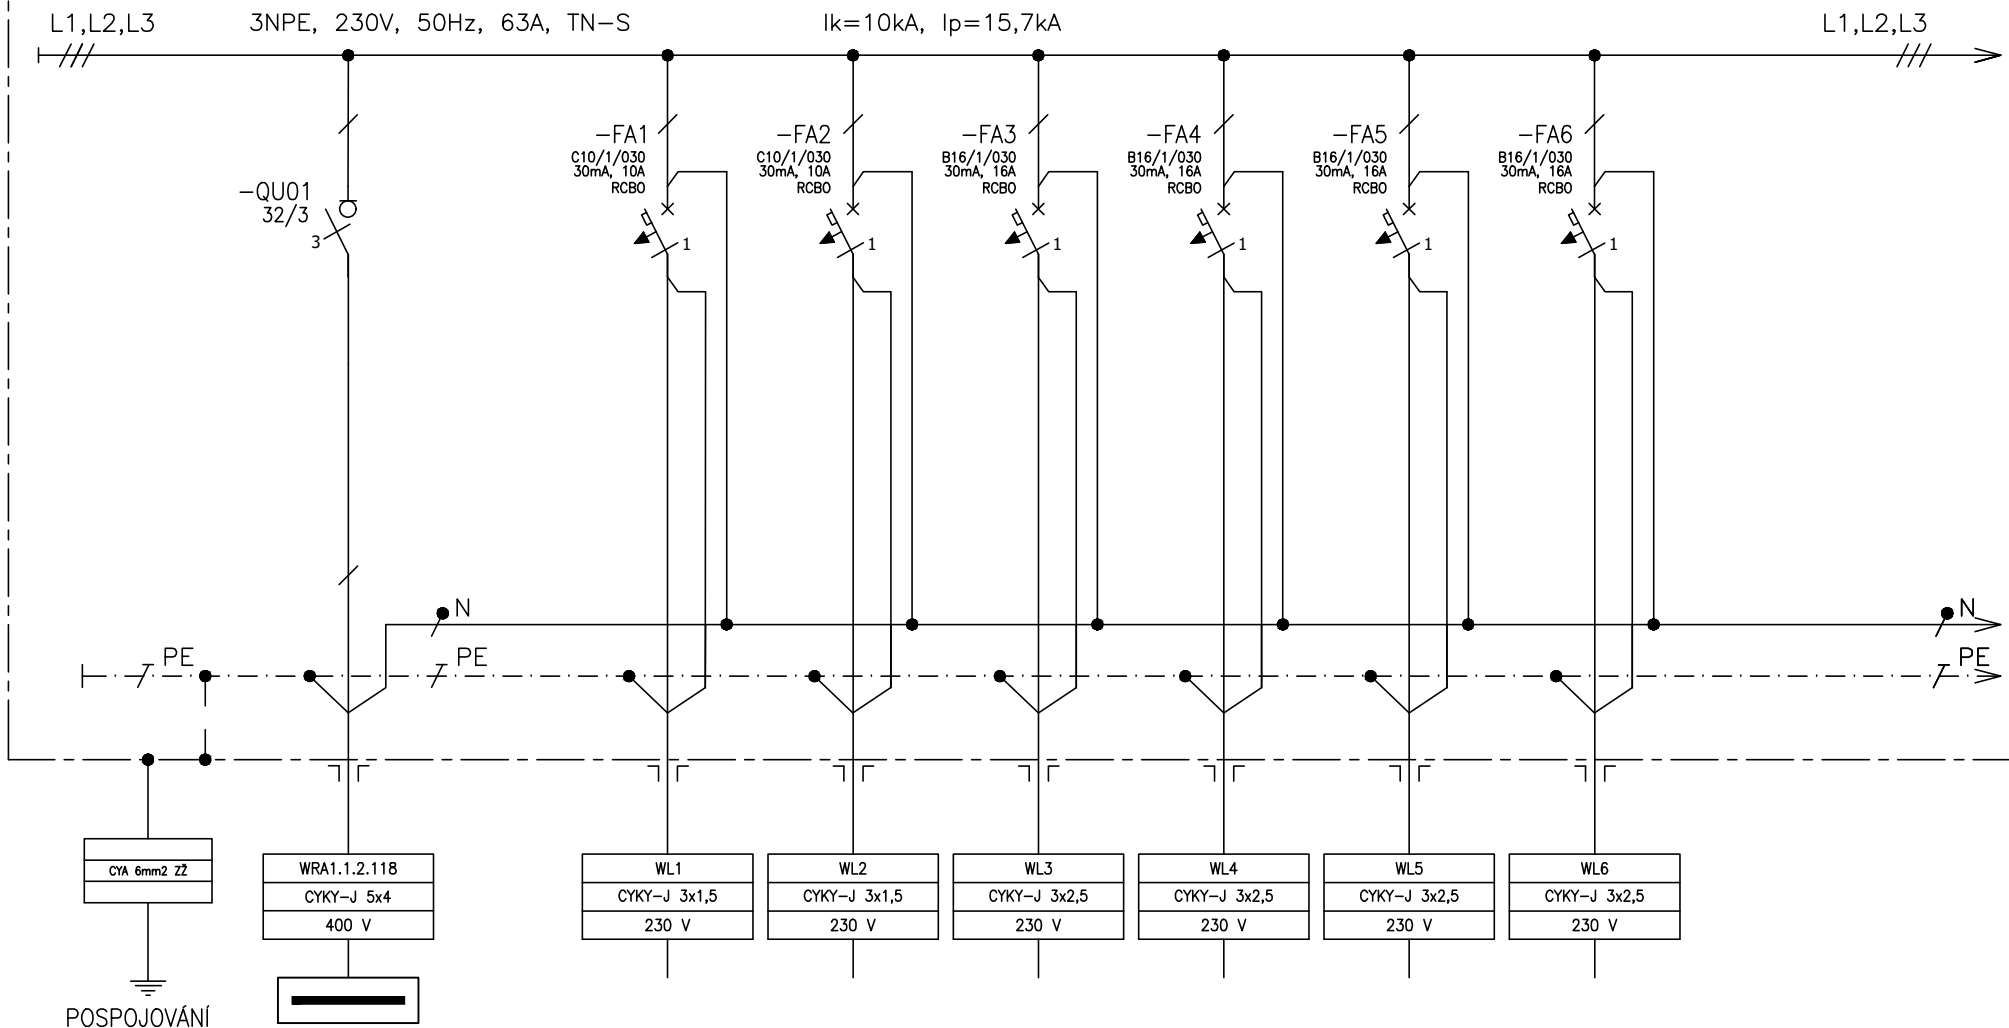 L1,L2,L3
3NPE, 230V, 50Hz, 63A, TN-S
Ik=10kA, Ip=15,7kA
L1,L2,L3
-QU01
32/3
3
-FA1
C10/1/030
30mA, 10A
RCBO
1
-FA2
C10/1/030
30mA, 10A
RCBO
1
-FA3
B16/1/030
30mA, 16A
RCBO
1
-FA4
B16/1/030
30mA, 16A
RCBO
1
-FA5
B16/1/030
30mA, 16A
RCBO
1
-FA6
B16/1/030
30mA, 16A
RCBO
1
N
N
PE
PE
PE
CYA 6mm2 ZŽ
POSPOJOVÁNÍ
WRA1.1.2.118
CYKY-J 5x4
400 V
WL1
CYKY-J 3x1,5
230 V
WL2
CYKY-J 3x1,5
230 V
WL3
CYKY-J 3x2,5
230 V
WL4
CYKY-J 3x2,5
230 V
WL5
CYKY-J 3x2,5
230 V
WL6
CYKY-J 3x2,5
230 V